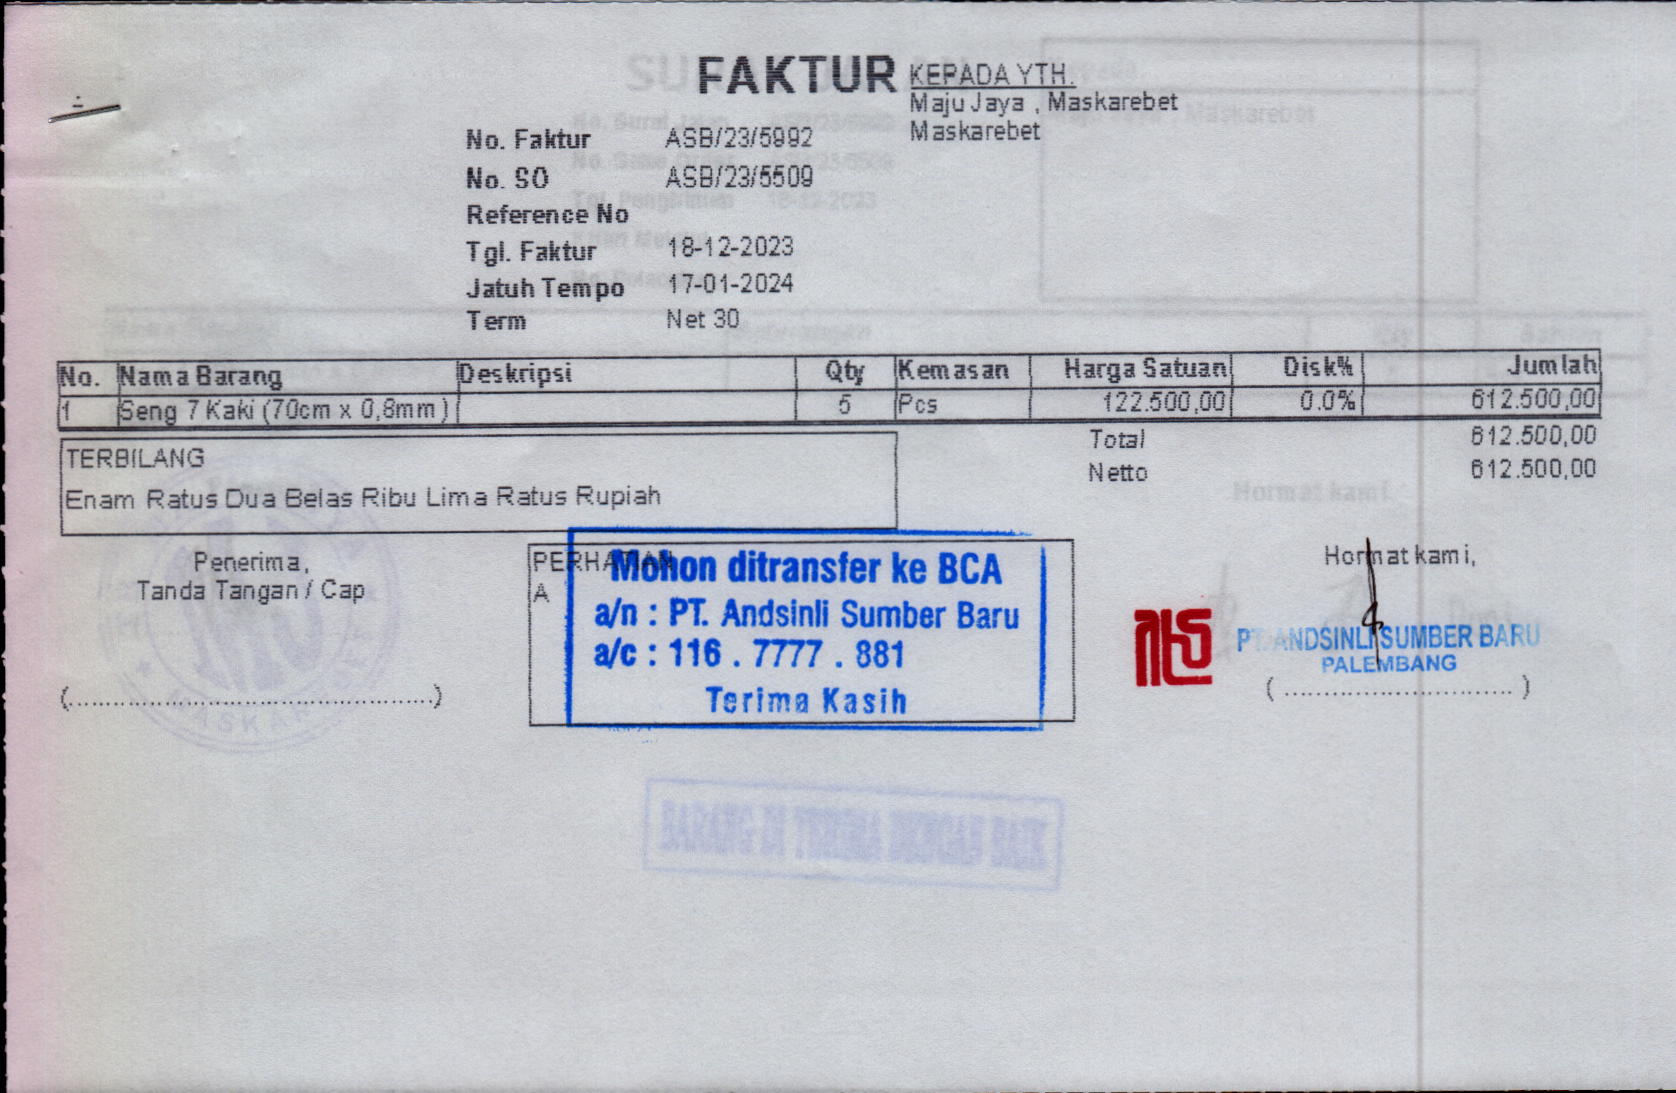 FAKTUR
KEPADA YTH.
Maju Jaya , Maskarebet
Maskarebet
No. Faktur ASB/23/5992
No. SO ASB/23/5509
Reference No
Tgl. Faktur 18-12-2023
Jatuh Tempo 17-01-2024
Term Net 30
No. Nama Barang Deskripsi Qty Kemasan Harga Satuan Disk% Jumlah
1 Seng 7 Kaki (70cm x 0,8mm) 5 Pcs 122.500,00 0.0% 612.500,00
Total 612.500,00
Netto 612.500,00
TERBILANG
Enam Ratus Dua Belas Ribu Lima Ratus Rupiah
Penerima,
Tanda Tangan / Cap
(................................................)
PERHATIAN
A
Mohon ditransfer ke BCA
a/n : PT. Andsinli Sumber Baru
a/c : 116 . 7777 . 881
Terima Kasih
Hormat kami,
PT. ANDSINLI SUMBER BARU
PALEMBANG
( .............................. )
BARANG DI TERIMA DENGAN BAIK